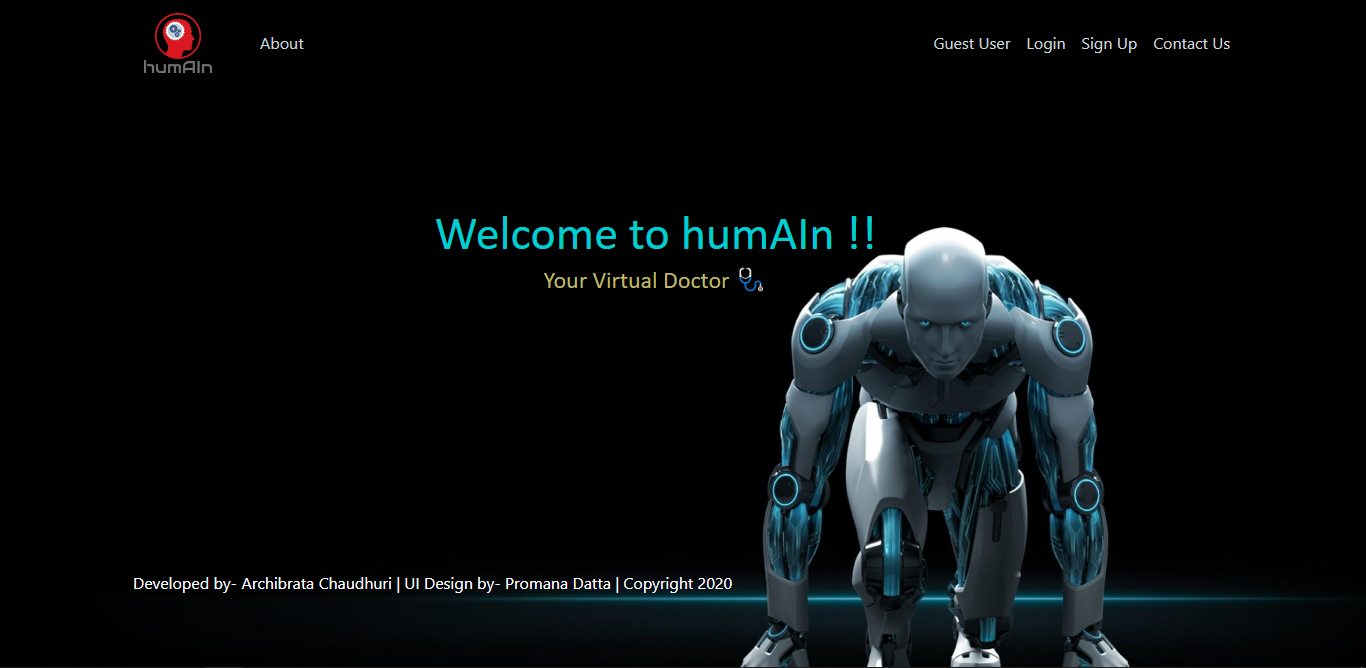 humAIn
About
Guest User Login Sign Up Contact Us
Welcome to humAIn !!
Your Virtual Doctor 🩺
Developed by- Archibrata Chaudhuri | UI Design by- Promana Datta | Copyright 2020